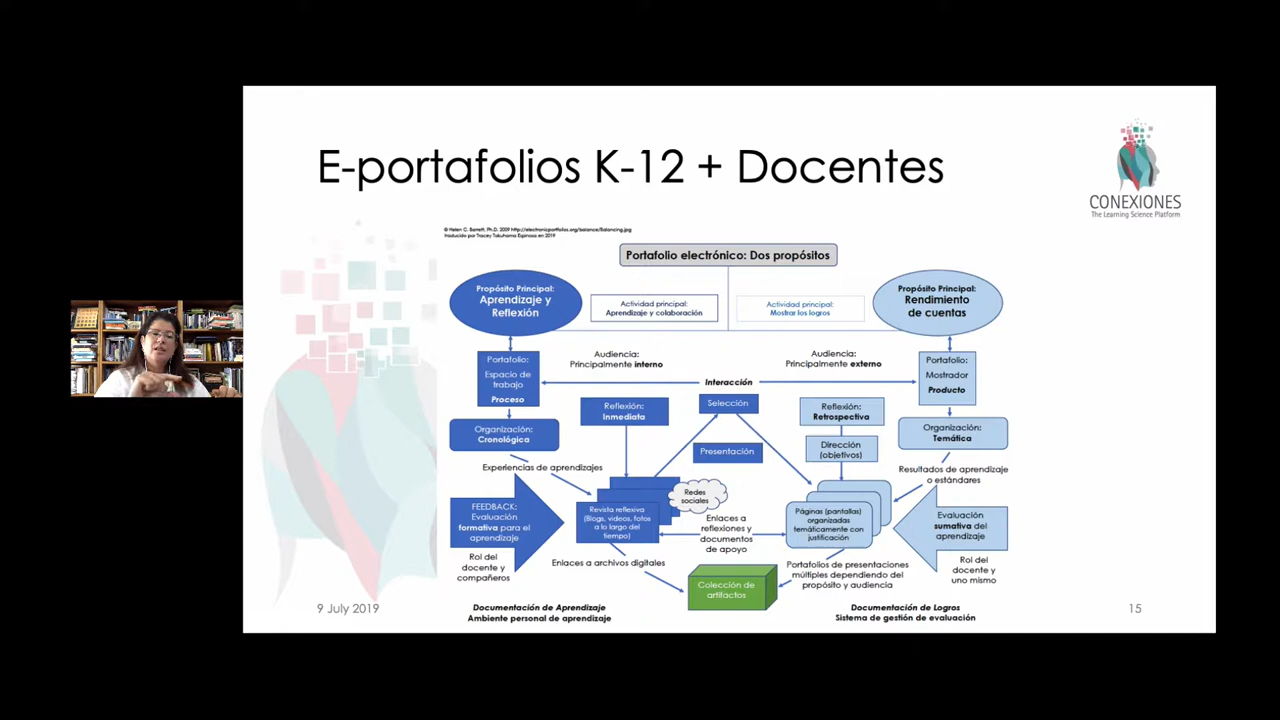 E-portafolios K-12 + Docentes
CONEXIONES
The Learning Science Platform
© Helen C. Barrett, Ph.D. 2009 http://electronicportfolios.org/balance/Balancing.jpg
traducido por Tracey Tokuhama Espinosa en 2019
Portafolio electrónico: Dos propósitos
Propósito Principal:
Aprendizaje y
Reflexión
Actividad principal:
Aprendizaje y colaboración
Actividad principal:
Mostrar los logros
Propósito Principal:
Rendimiento
de cuentas
Portafolio:
Espacio de
trabajo
Proceso
Audiencia:
Principalmente interno
Interacción
Audiencia:
Principalmente externo
Portafolio:
Mostrador
Producto
Reflexión:
Inmediata
Selección
Reflexión:
Retrospectiva
Organización:
Cronológica
Presentación
Dirección
(objetivos)
Organización:
Temática
Experiencias de aprendizajes
Resultados de aprendizaje
o estándares
FEEDBACK:
Evaluación
formativa para el
aprendizaje
Revista reflexiva
(Blogs, videos, fotos
a lo largo del
tiempo)
Redes
sociales
Enlaces a
reflexiones y
documentos
de apoyo
Páginas (pantallas)
organizadas
temáticamente con
justificación
Evaluación
sumativa del
aprendizaje
Rol del
docente y
compañeros
Enlaces a archivos digitales
Colección de
artifactos
Portafolios de presentaciones
múltiples dependiendo del
propósito y audiencia
Rol del
docente y
uno mismo
9 July 2019
Documentación de Aprendizaje
Ambiente personal de aprendizaje
Documentación de Logros
Sistema de gestión de evaluación
15